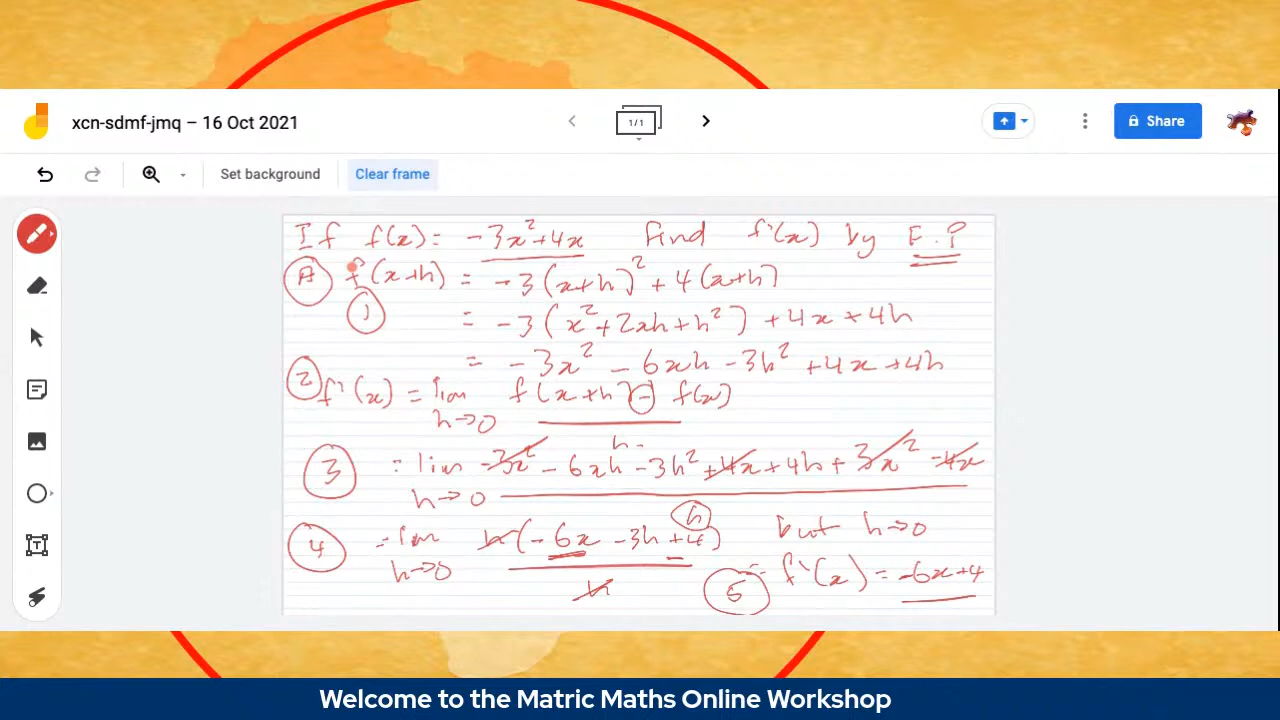 xcn-sdmf-jmq – 16 Oct 2021
1/1
Share
Set background
Clear frame
If f(x) = -3x²+4x Find f'(x) by F.P
A f(x+h) = -3(x+h)² + 4(x+h)
1 = -3(x²+2xh+h²) +4x+4h
= -3x² - 6xh -3h² +4x +4h
2 f'(x) = lim f(x+h) - f(x)
h→0
h
3 = lim -3x² - 6xh -3h² +4x +4h +3x² -4x
h→0
h
4 = lim h(-6x -3h +4) but h→0
h→0
h
5 ∴ f'(x) = -6x+4
Welcome to the Matric Maths Online Workshop